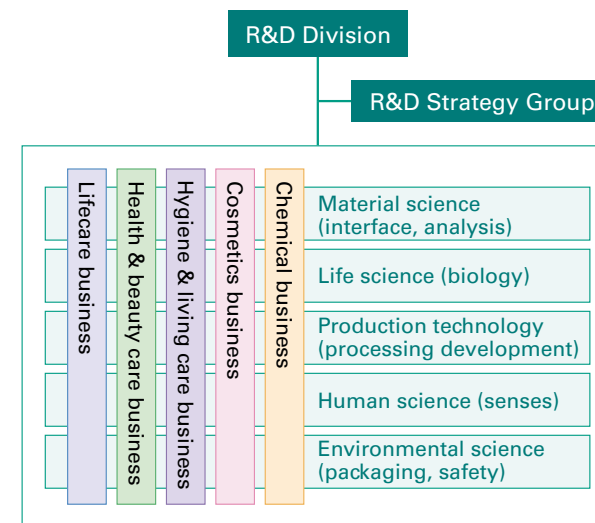 R&D Division
R&D Strategy Group
Lifecare business
Health & beauty care business
Hygiene & living care business
Cosmetics business
Chemical business
Material science
(interface, analysis)
Life science (biology)
Production technology
(processing development)
Human science (senses)
Environmental science
(packaging, safety)